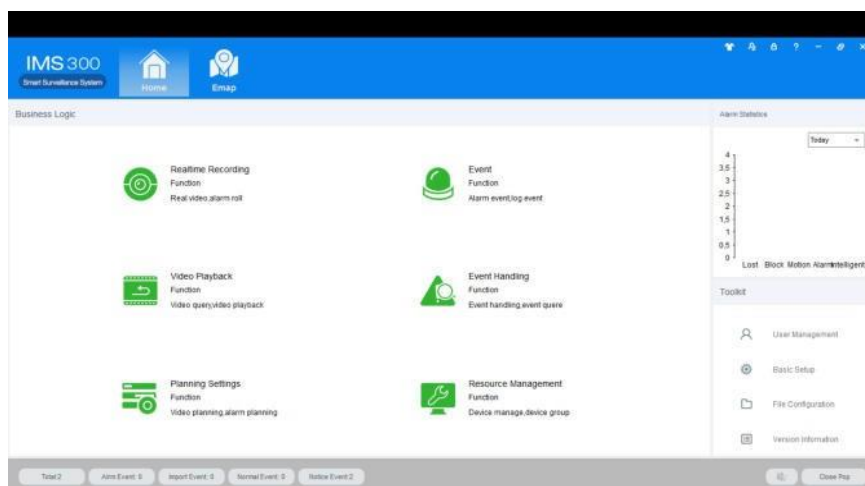 IMS 300
Smart Surveillance System
Home
Emap
?
Business Logic
Realtime Recording
Function
Real video,alarm roll
Event
Function
Alarm event,log event
Video Playback
Function
Video query,video playback
Event Handling
Function
Event handling,event quere
Planning Settings
Function
Video planning,alarm planning
Resource Management
Function
Device manage,device group
Alarm Statistics
Today
4
3.5
3
2.5
2
1.5
1
0.5
0
Lost Block Motion Alarm Intelligent
Toolkit
User Management
Basic Setup
File Configuration
Version Information
Total:2
Alrm Event: 0
Import Event: 0
Normal Event: 0
Notice Event:2
Close Pop